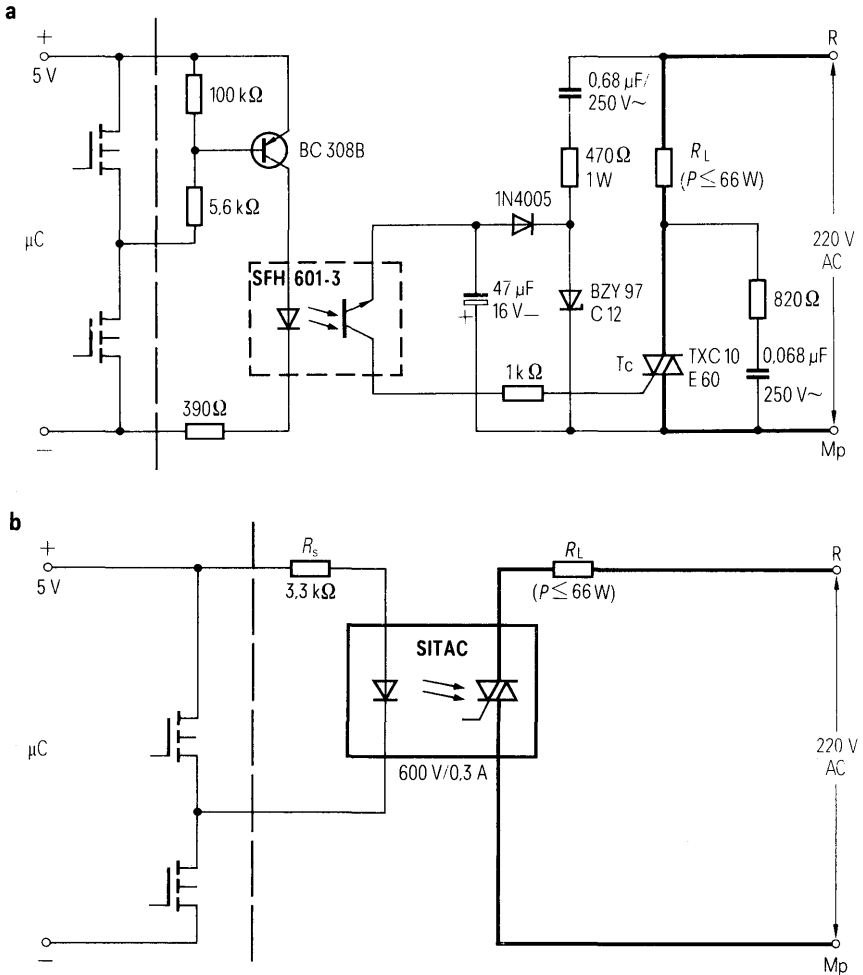 a
+
5 V
100 kΩ
BC 308B
5,6 kΩ
µC
SFH 601-3
390Ω
–
0,68 µF/
250 V~
470Ω
1W
1N4005
R
R_L
(P ≤ 66 W)
220 V
AC
47 µF
16 V–
+
BZY 97
C 12
820Ω
1 kΩ
Tc
TXC 10
E 60
0,068 µF
250 V~
Mp
b
+
5 V
R_s
3,3 kΩ
R_L
(P ≤ 66 W)
R
SITAC
µC
600 V/0,3 A
220 V
AC
–
Mp